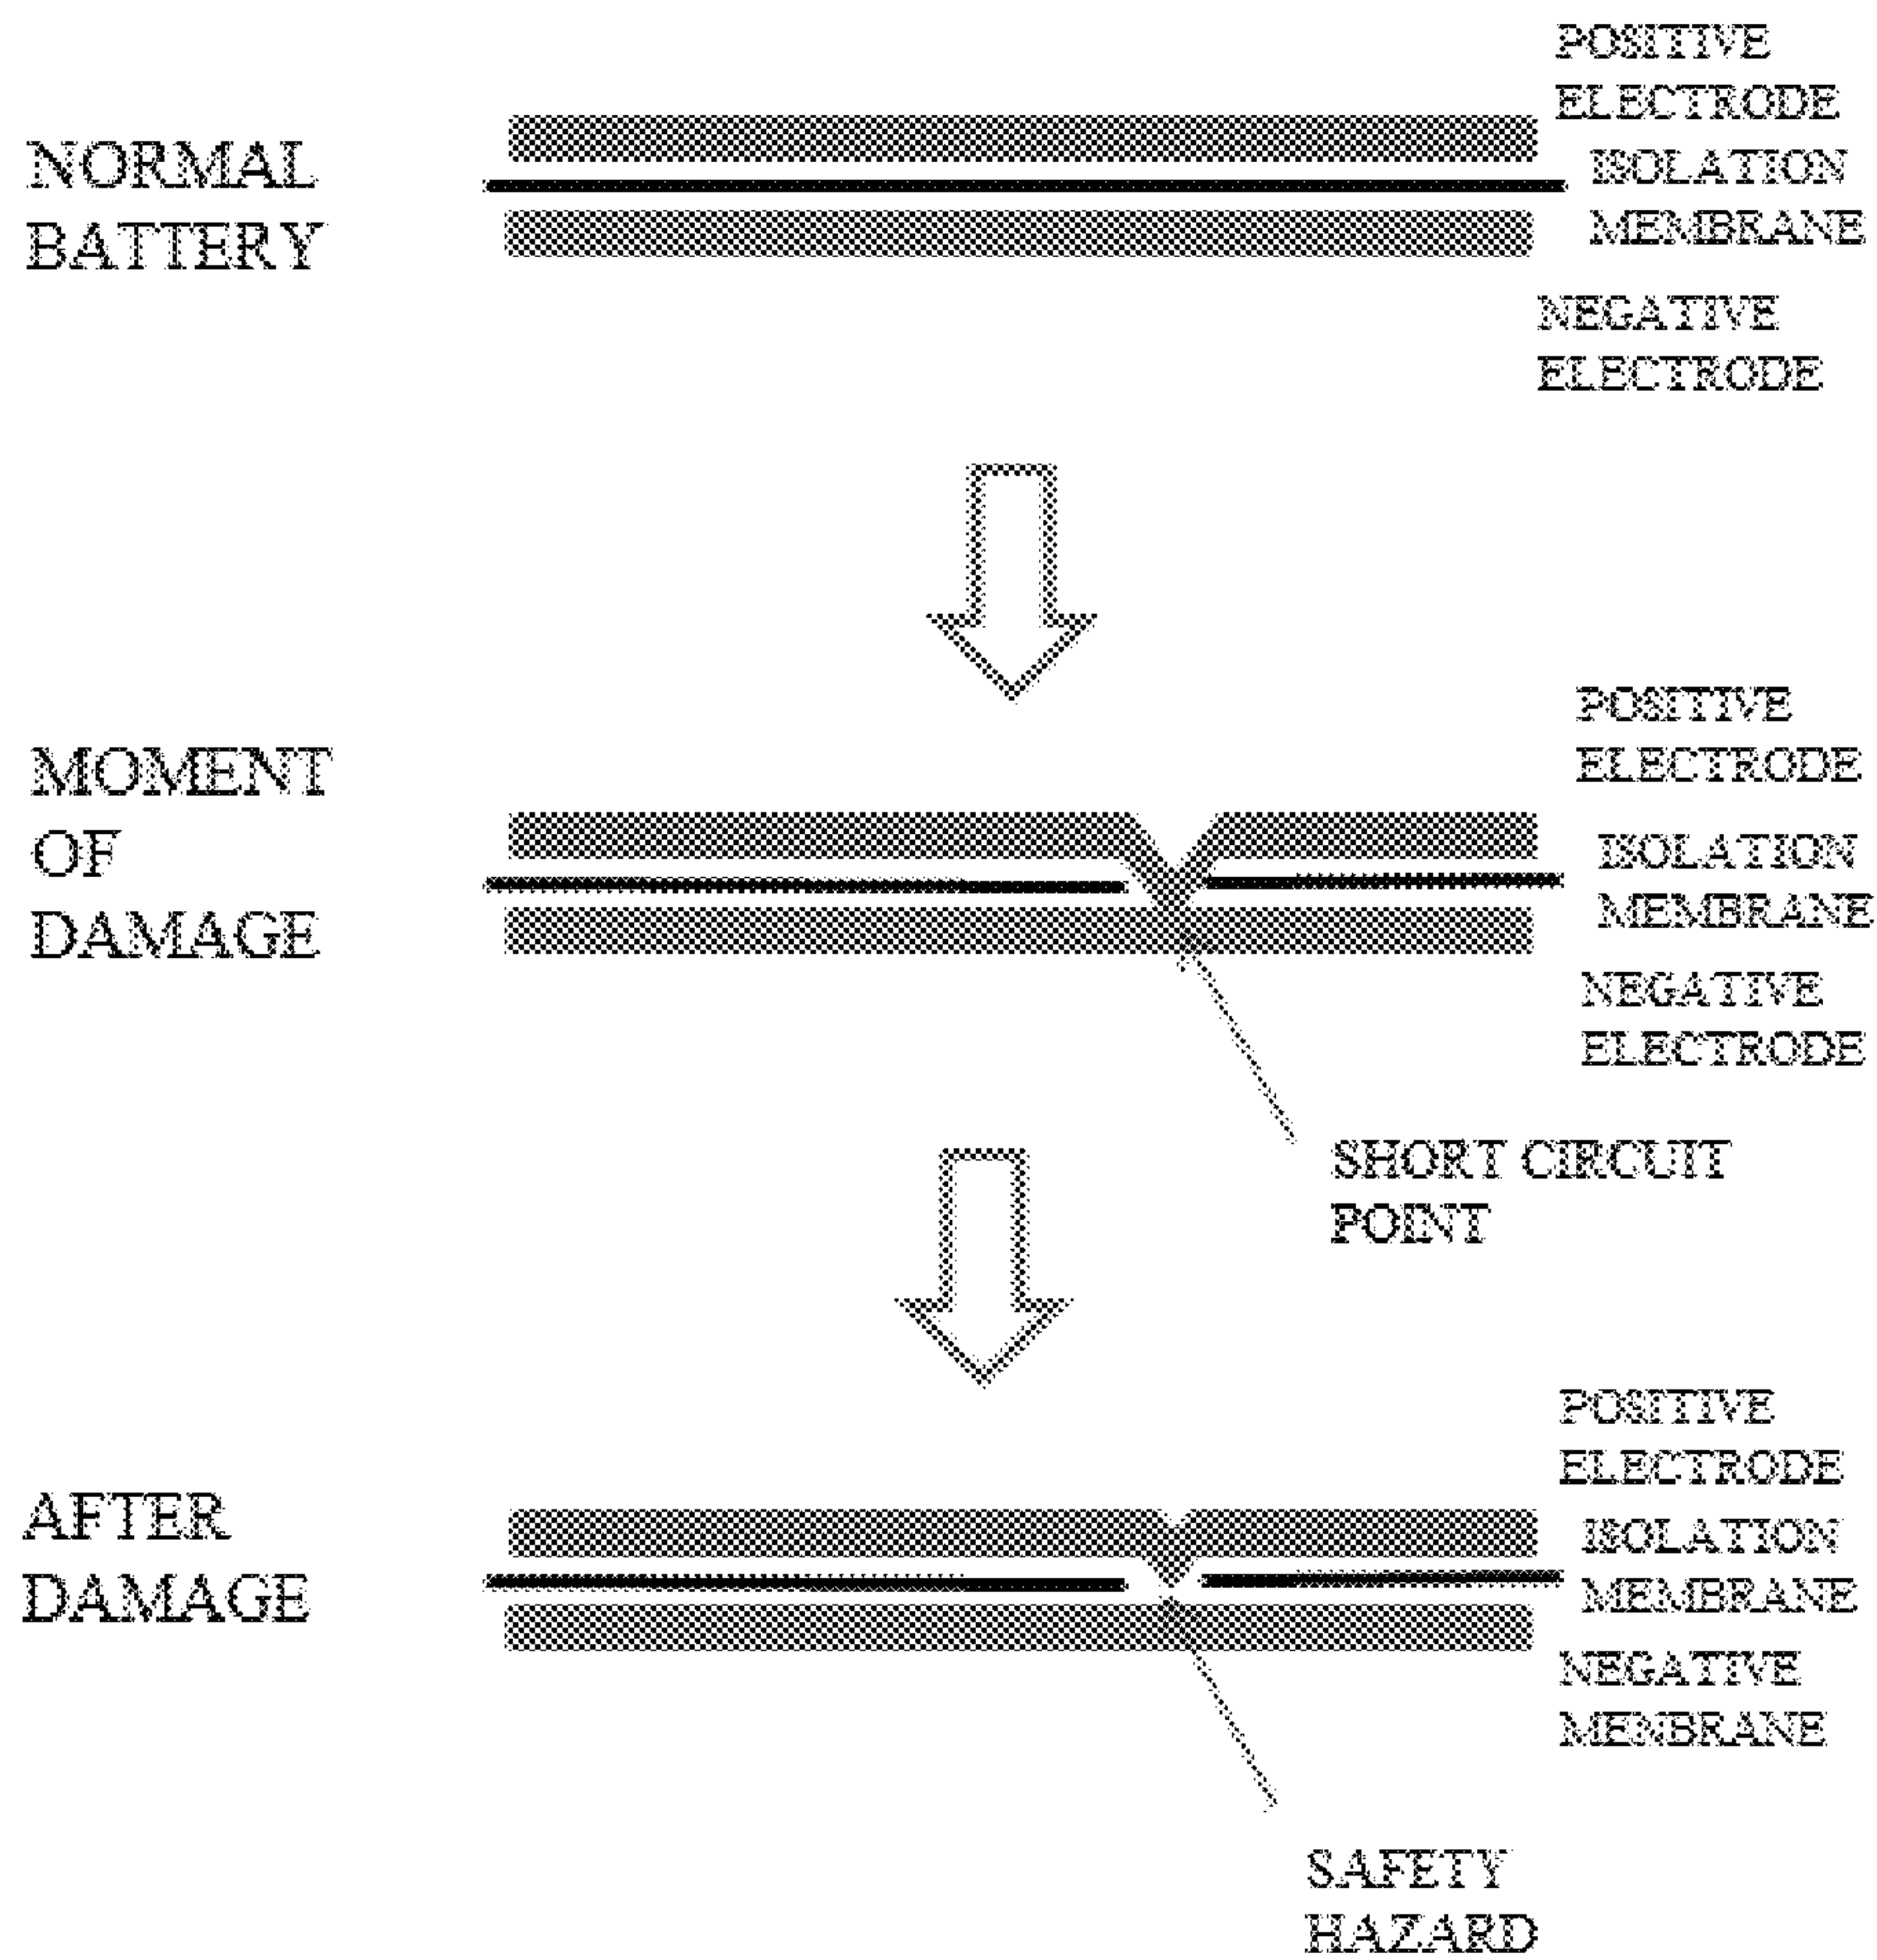 NORMAL
BATTERY
POSITIVE
ELECTRODE
ISOLATION
MEMBRANE
NEGATIVE
ELECTRODE
MOMENT
OF
DAMAGE
POSITIVE
ELECTRODE
ISOLATION
MEMBRANE
NEGATIVE
ELECTRODE
SHORT CIRCUIT
POINT
AFTER
DAMAGE
POSITIVE
ELECTRODE
ISOLATION
MEMBRANE
NEGATIVE
MENBRANE
SAFETY
HAZARD